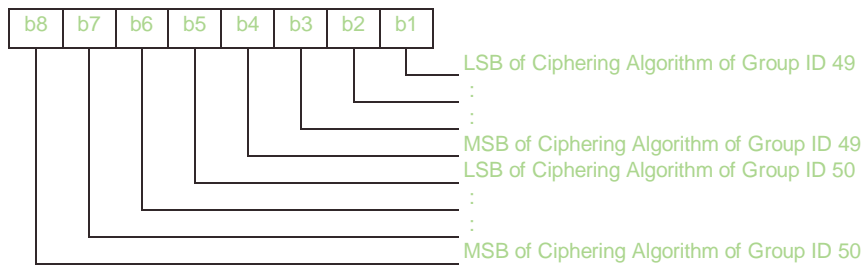 b8 b7 b6 b5 b4 b3 b2 b1
LSB of Ciphering Algorithm of Group ID 49
:
:
MSB of Ciphering Algorithm of Group ID 49
LSB of Ciphering Algorithm of Group ID 50
:
:
MSB of Ciphering Algorithm of Group ID 50